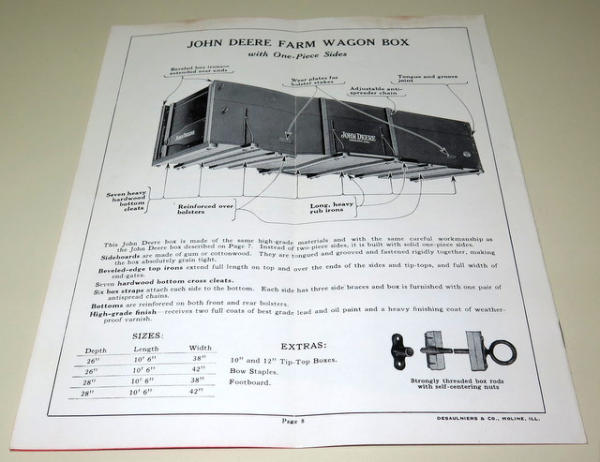 JOHN DEERE FARM WAGON BOX
with One-Piece Sides
Beveled box irons
extended over ends
Wear plates for
bolster stakes
Adjustable anti-
spreader chain
Tongue and groove
joint
JOHN DEERE
JOHN DEERE
Seven heavy
hardwood
bottom
cleats
Reinforced over
bolsters
Long, heavy
rub irons
This John Deere box is made of the same high-grade materials and with the same careful workmanship as
the John Deere box described on Page 7. Instead of two-piece sides, it is built with solid one-piece sides.
Sideboards are made of gum or cottonwood. They are tongued and grooved and fastened rigidly together, making
the box absolutely grain tight.
Beveled-edge top irons extend full length on top and over the ends of the sides and tip-tops, and full width of
end-gates.
Seven hardwood bottom cross cleats.
Six box straps attach each side to the bottom. Each side has three side braces and box is furnished with one pair of
antispread chains.
Bottoms are reinforced on both front and rear bolsters.
High-grade finish—receives two full coats of best grade lead and oil paint and a heavy finishing coat of weather-
proof varnish.
SIZES:
Depth Length Width
26" 10' 6" 38"
26" 10' 6" 42"
28" 10' 6" 38"
28" 10' 6" 42"
EXTRAS:
10" and 12" Tip-Top Boxes.
Bow Staples.
Footboard.
Strongly threaded box rods
with self-centering nuts
Page 8
DESAULNIERS & CO., MOLINE, ILL.